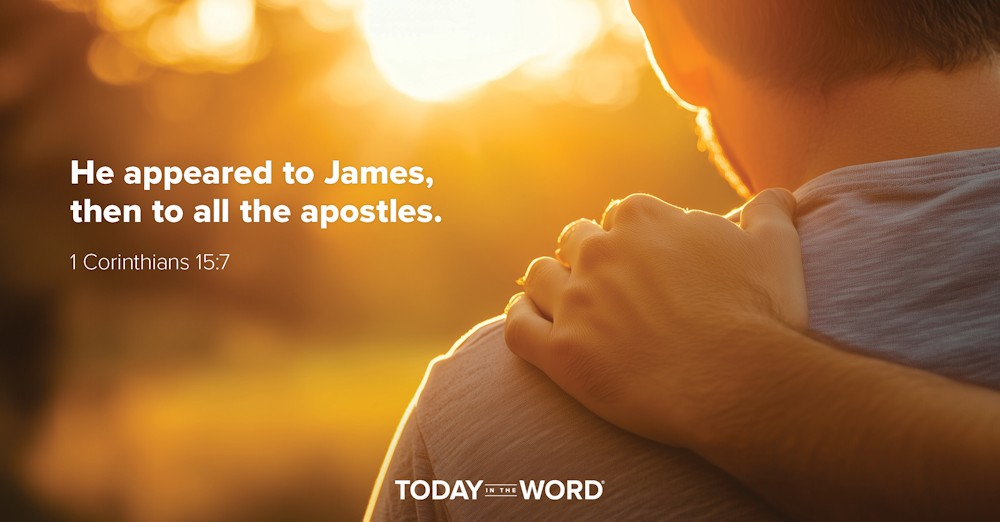 He appeared to James,
then to all the apostles.
1 Corinthians 15:7
TODAY IN THE WORD®